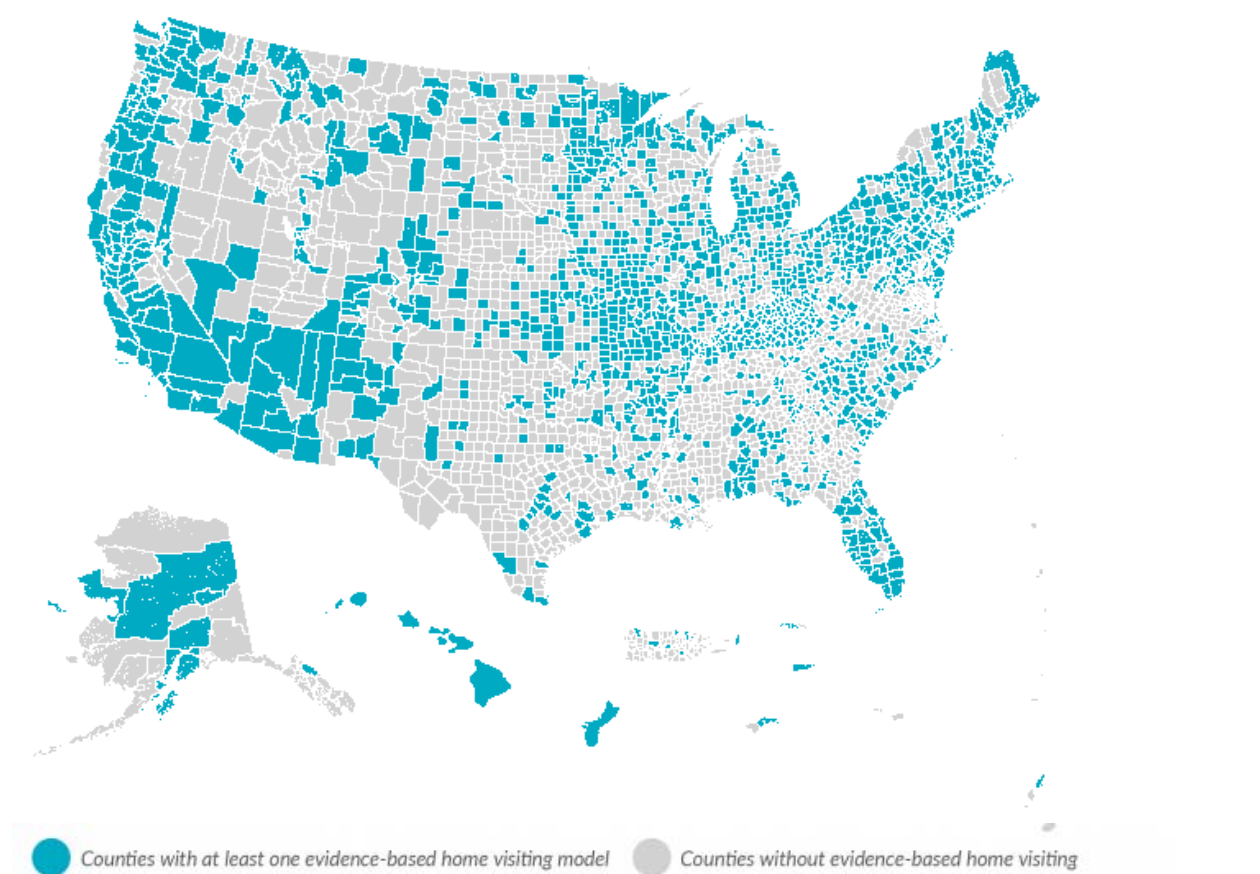 Counties with at least one evidence-based home visiting model
Counties without evidence-based home visiting